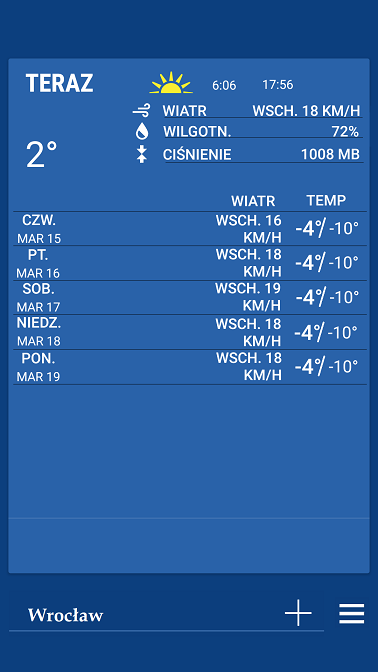 TERAZ
6:06 17:56
WIATR WSCH. 18 KM/H
2° WILGOTN. 72%
CIŚNIENIE 1008 MB
WIATR TEMP
CZW. WSCH. 16 -4°/-10°
MAR 15 KM/H
PT. WSCH. 18 -4°/-10°
MAR 16 KM/H
SOB. WSCH. 19 -4°/-10°
MAR 17 KM/H
NIEDZ. WSCH. 18 -4°/-10°
MAR 18 KM/H
PON. WSCH. 18 -4°/-10°
MAR 19 KM/H
Wrocław